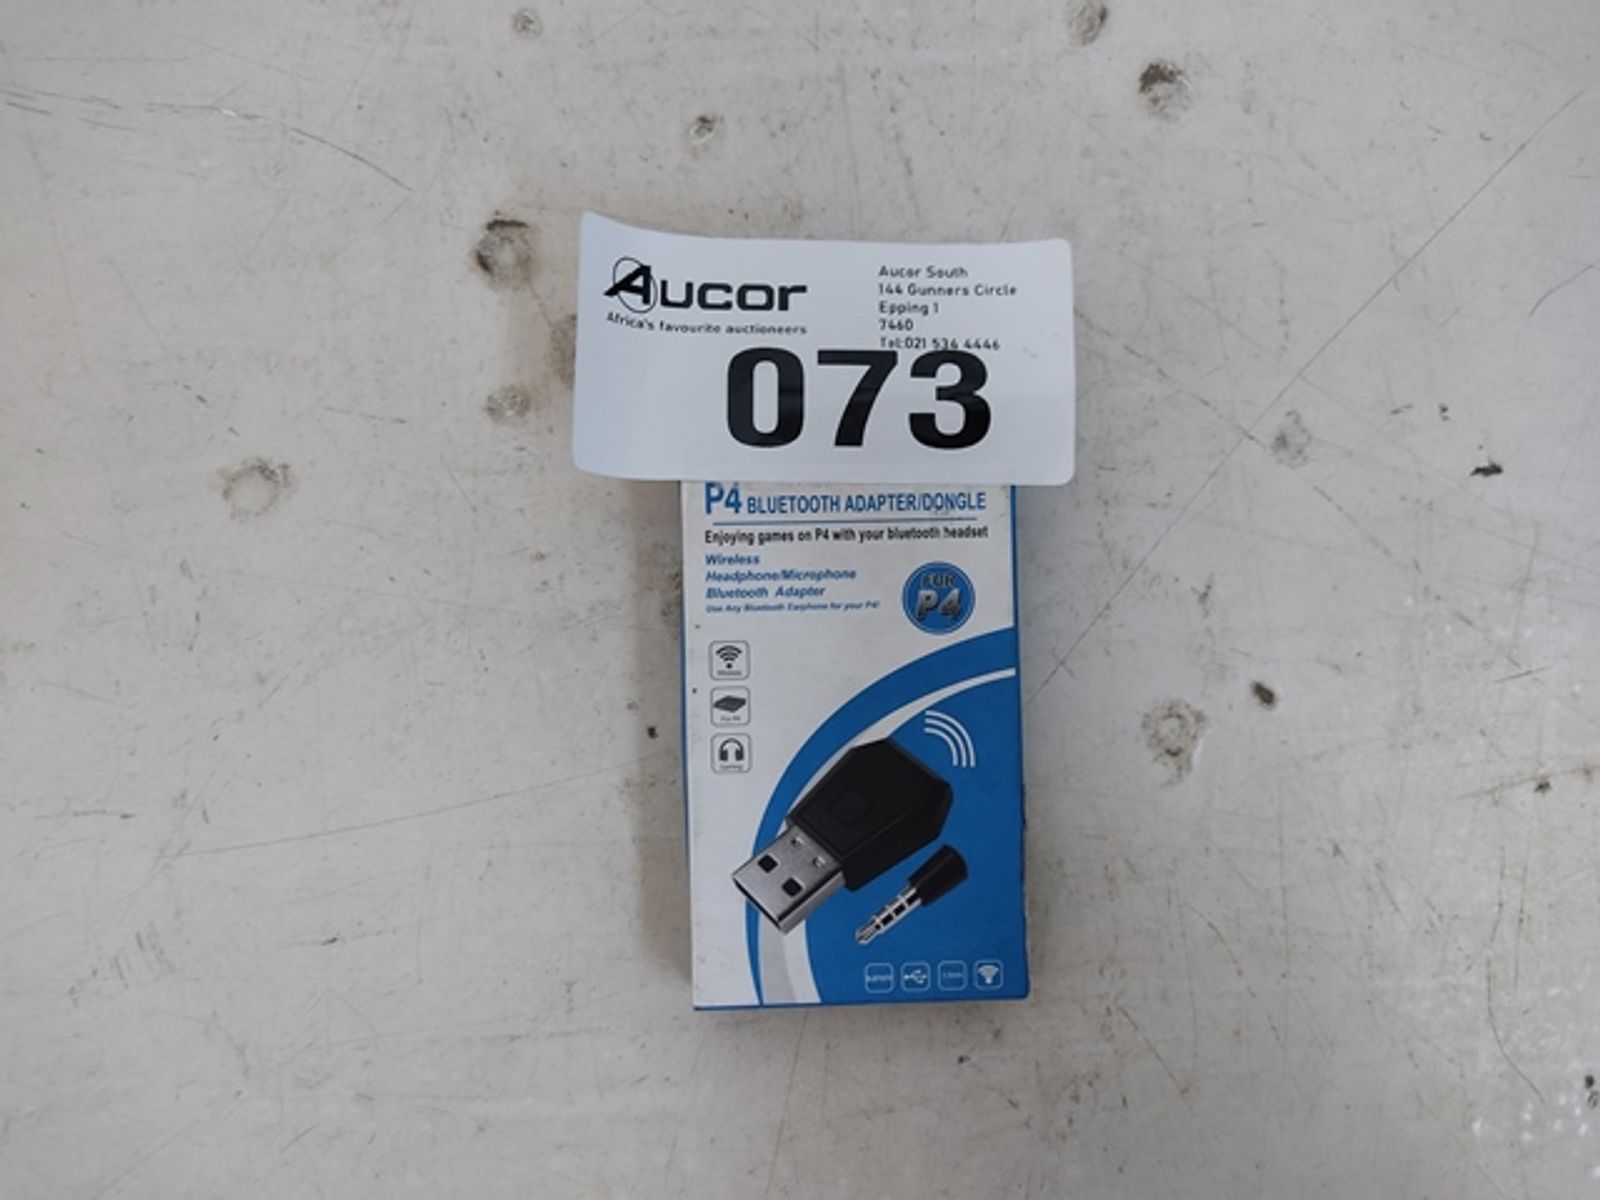 Aucor
Africa's favourite auctioneers
Aucor South
144 Gunners Circle
Epping 1
7460
Tel:021 534 4446
073
P4 BLUETOOTH ADAPTER/DONGLE
Enjoying games on P4 with your bluetooth headset
Wireless
Headphone/Microphone
Bluetooth Adapter
Use Any Bluetooth Earphone for your P4!
FOR
P4
Wireless